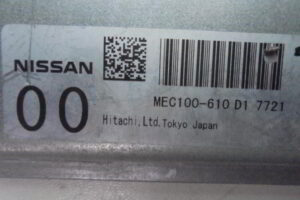 NISSAN
00
MEC100-610 D1 7721
Hitachi,Ltd.Tokyo Japan